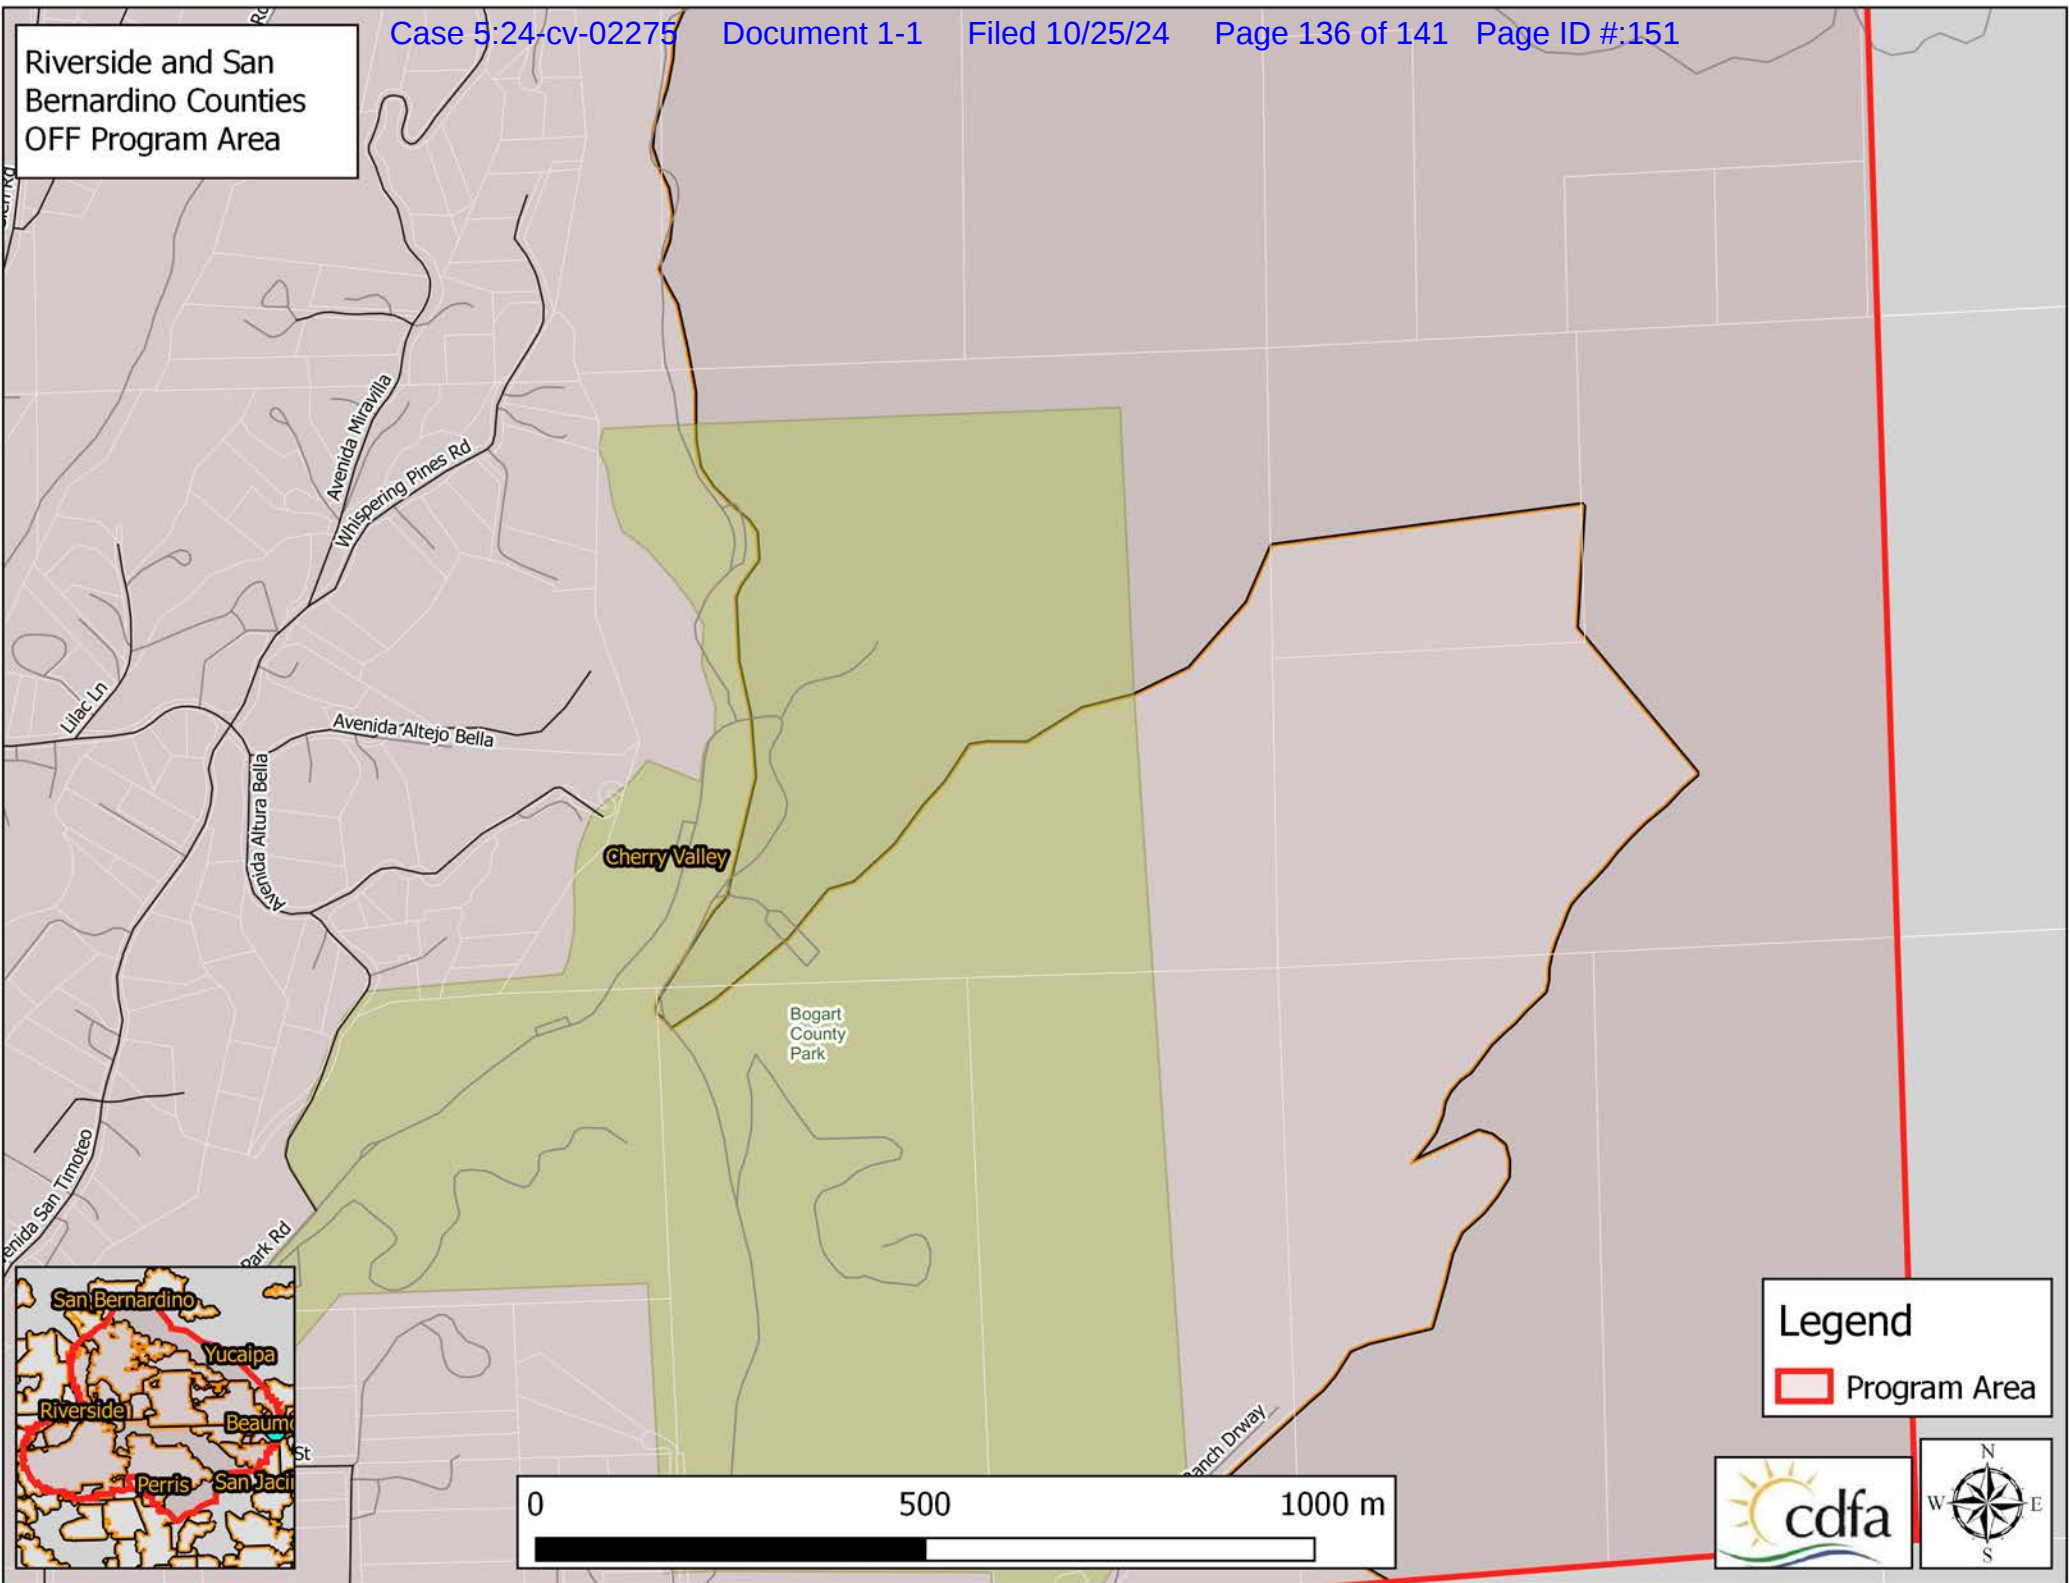 Case 5:24-cv-02275 Document 1-1 Filed 10/25/24 Page 136 of 141 Page ID #:151
Riverside and San
Bernardino Counties
OFF Program Area
Avenida Miravilla
Whispering Pines Rd
Lilac Ln
Avenida Altejo Bella
Avenida Altura Bella
Cherry Valley
Bogart
County
Park
San Timoteo
Park Rd
San Bernardino
Yucaipa
Riverside
Perris
St
Drway
0 500 1000 m
Legend
Program Area
cdfa
N
W E
S